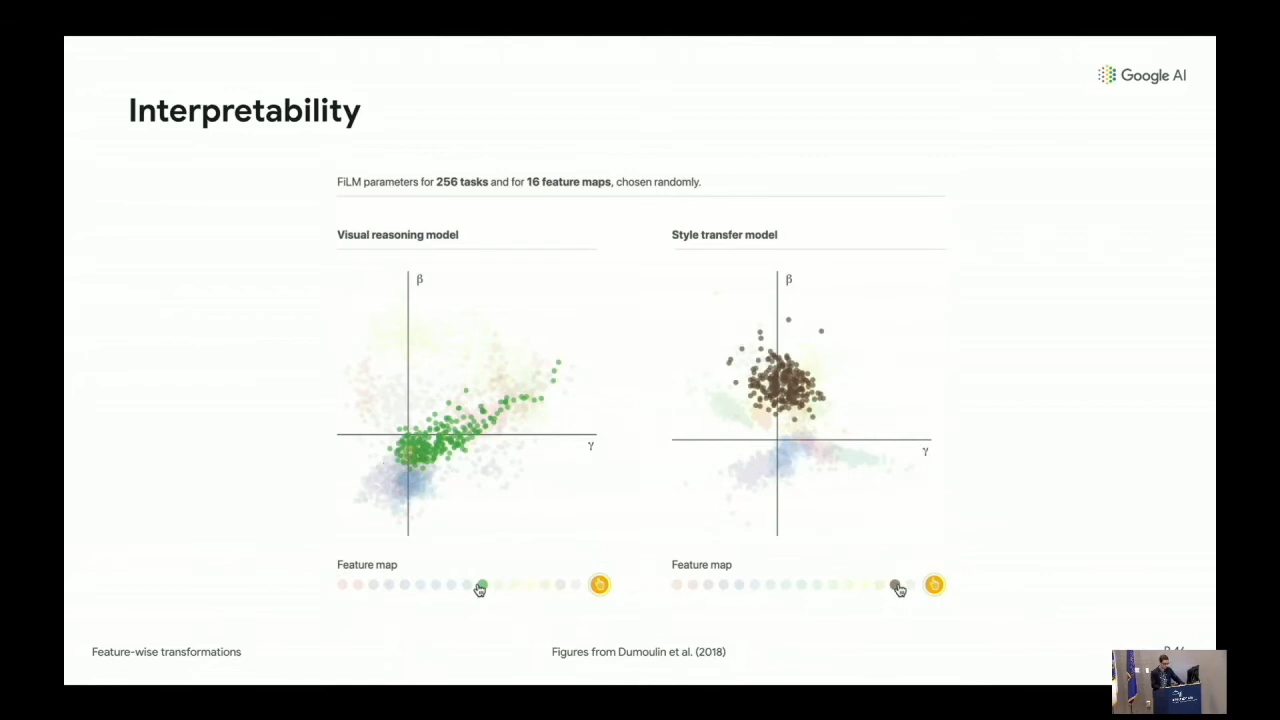 Google AI
Interpretability
FiLM parameters for 256 tasks and for 16 feature maps, chosen randomly.
Visual reasoning model
Style transfer model
β
β
γ
γ
Feature map
Feature map
Feature-wise transformations
Figures from Dumoulin et al. (2018)